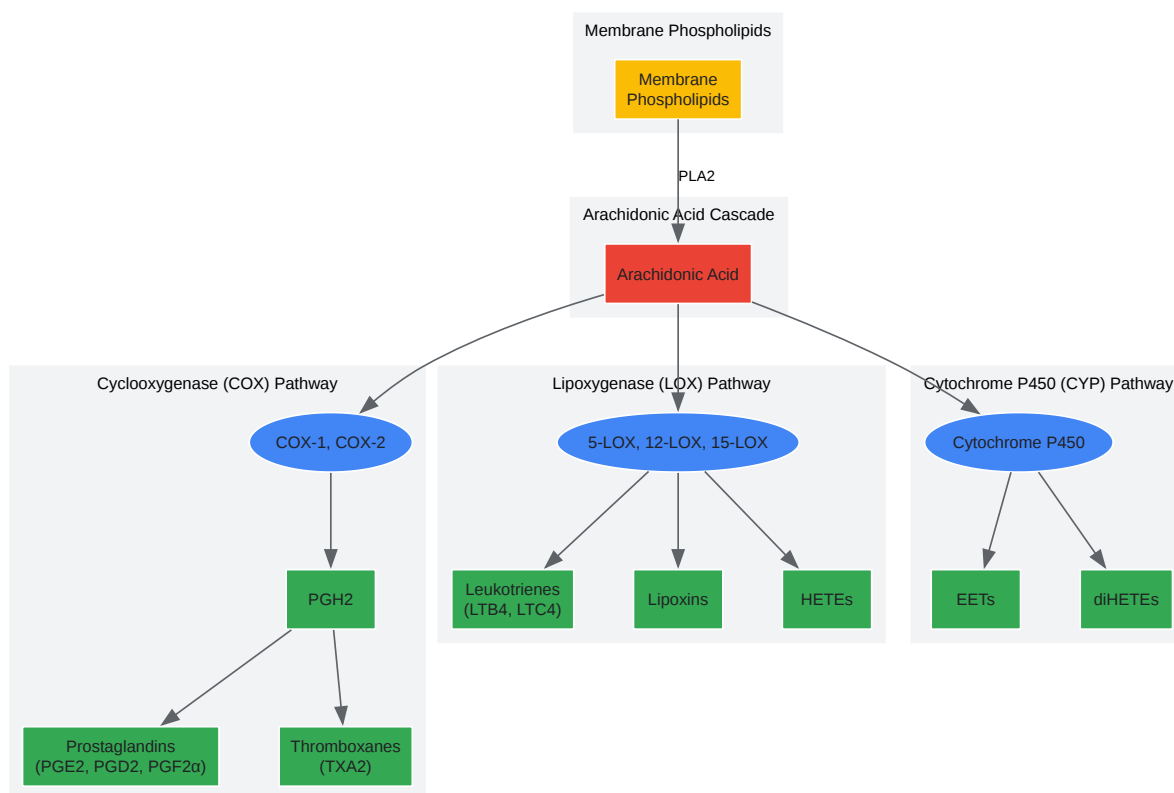 Membrane Phospholipids
Membrane
Phospholipids
PLA2
Arachidonic Acid Cascade
Arachidonic Acid
Cyclooxygenase (COX) Pathway
Lipoxygenase (LOX) Pathway
Cytochrome P450 (CYP) Pathway
COX-1, COX-2
5-LOX, 12-LOX, 15-LOX
Cytochrome P450
PGH2
Leukotrienes
(LTB4, LTC4)
Lipoxins
HETEs
EETs
diHETEs
Prostaglandins
(PGE2, PGD2, PGF2α)
Thromboxanes
(TXA2)